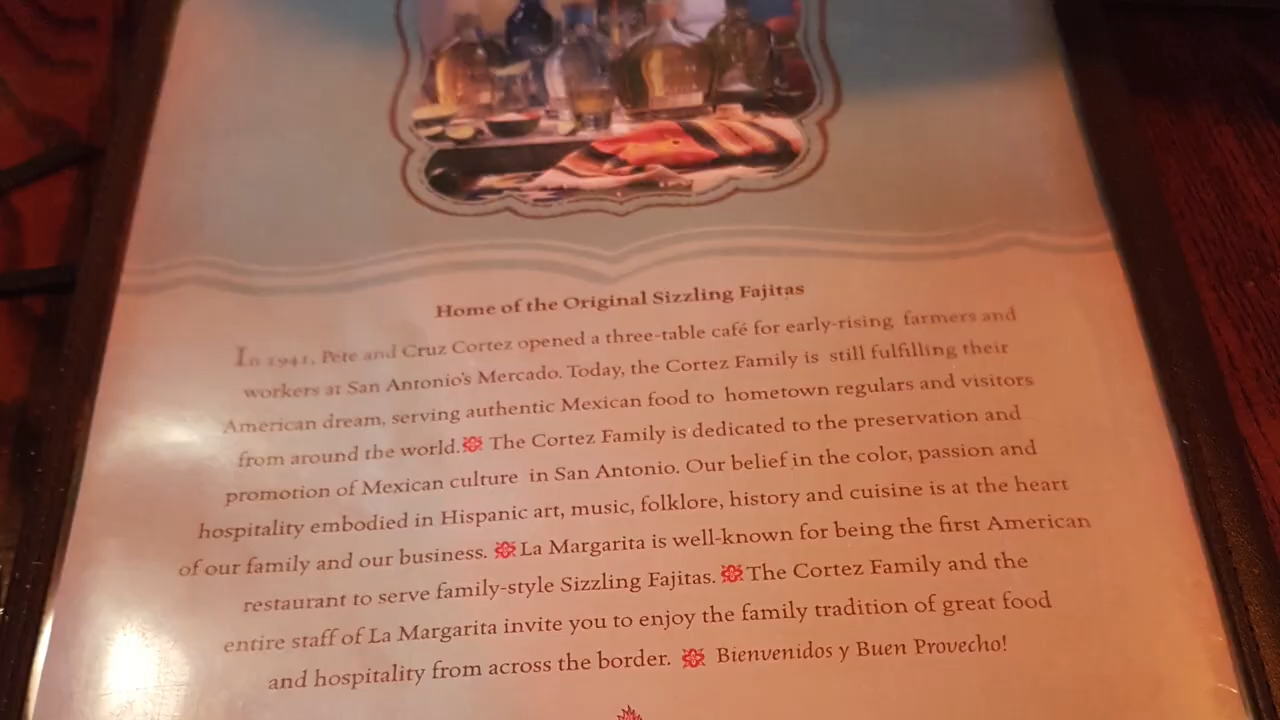 Home of the Original Sizzling Fajitas
In 1941, Pete and Cruz Cortez opened a three-table café for early-rising farmers and
workers at San Antonio's Mercado. Today, the Cortez Family is still fulfilling their
American dream, serving authentic Mexican food to hometown regulars and visitors
from around the world. The Cortez Family is dedicated to the preservation and
promotion of Mexican culture in San Antonio. Our belief in the color, passion and
hospitality embodied in Hispanic art, music, folklore, history and cuisine is at the heart
of our family and our business. La Margarita is well-known for being the first American
restaurant to serve family-style Sizzling Fajitas. The Cortez Family and the
entire staff of La Margarita invite you to enjoy the family tradition of great food
and hospitality from across the border. Bienvenidos y Buen Provecho!